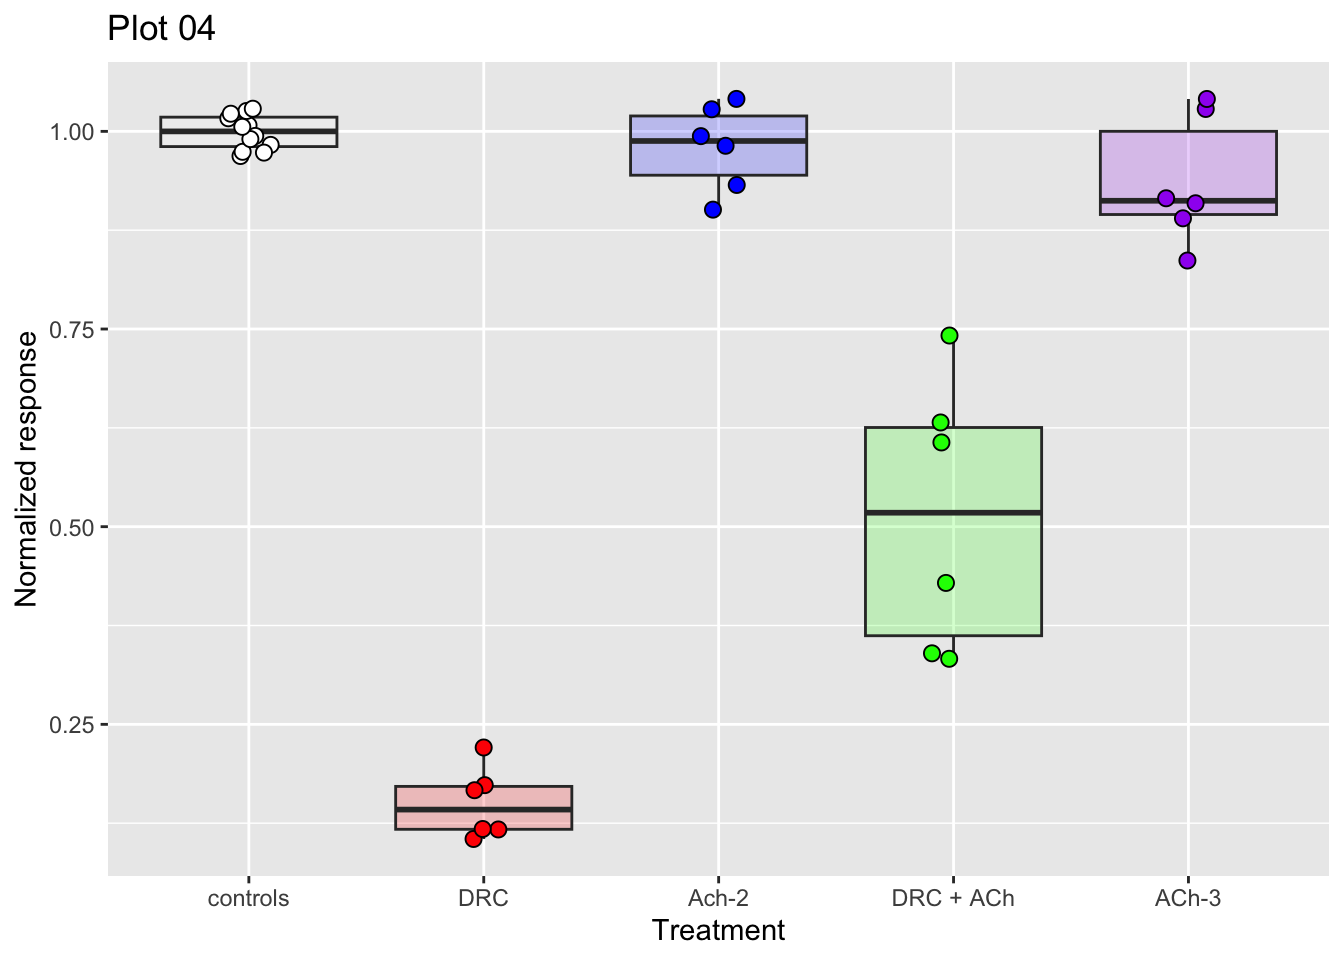 Plot 04
Normalized response
1.00
0.75
0.50
0.25
controls
DRC
Ach-2
DRC + ACh
ACh-3
Treatment